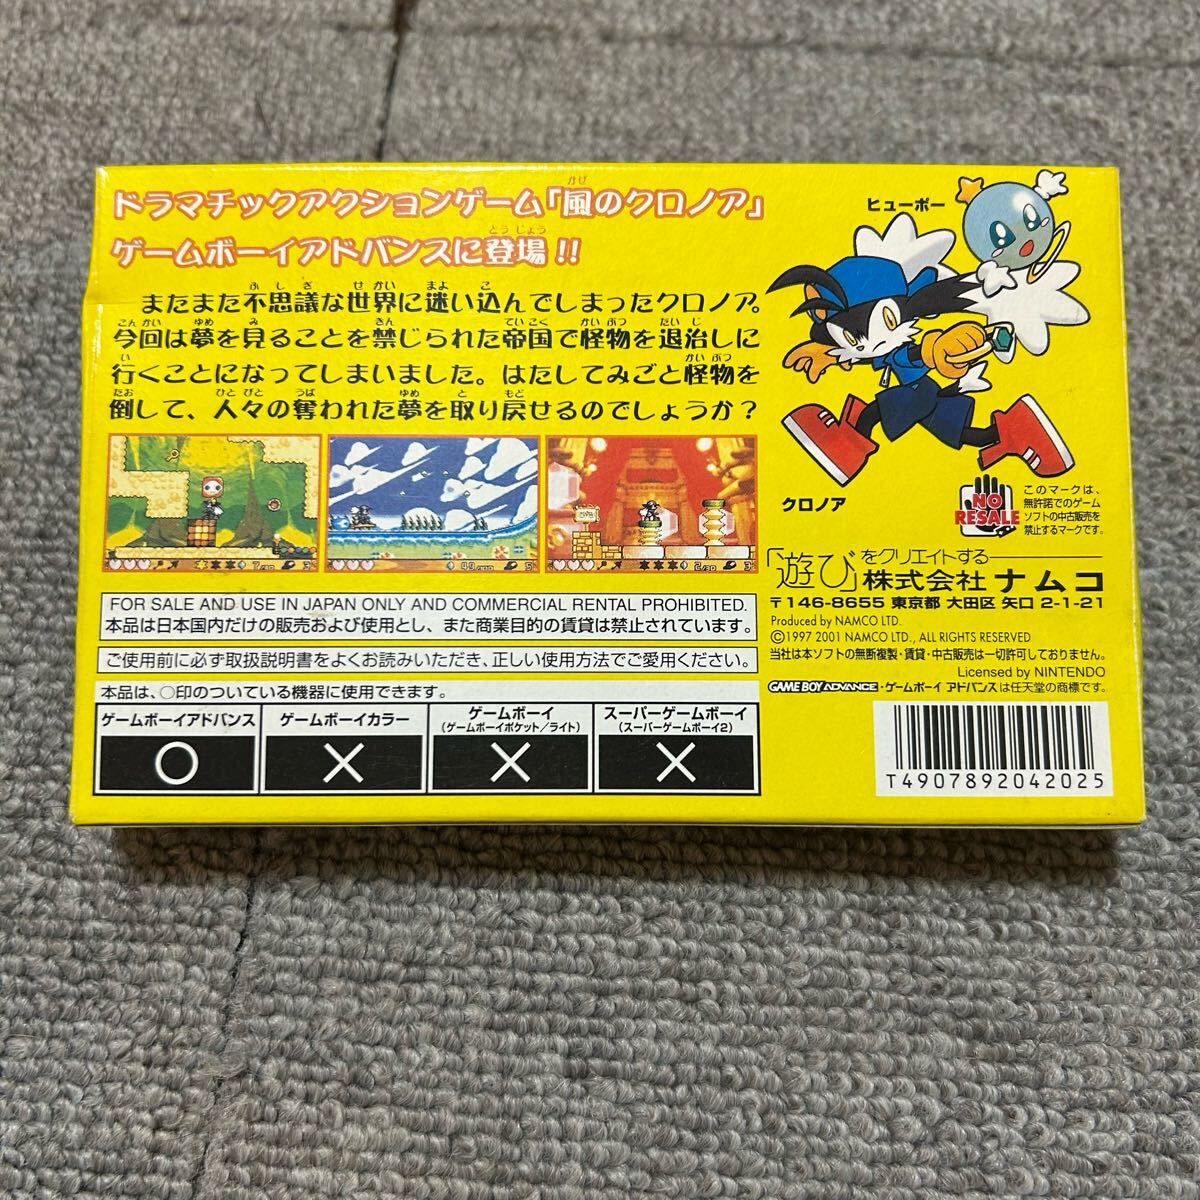 ドラマチックアクションゲーム「風のクロノア」
ゲームボーイアドバンスに登場!!
またまた不思議な世界に迷い込んでしまったクロノア。
今回は夢を見ることを禁じられた帝国で怪物を退治しに
行くことになってしまいました。はたしてみごと怪物を
倒して、人々の奪われた夢を取り戻せるのでしょうか?
ヒューポー
クロノア
NO
RESALE
このマークは、
無許諾でのゲーム
ソフトの中古販売を
禁止するマークです。
「遊び」をクリエイトする
株式会社 ナムコ
〒146-8655 東京都 大田区 矢口 2-1-21
Produced by NAMCO LTD.
©1997 2001 NAMCO LTD., ALL RIGHTS RESERVED
当社は本ソフトの無断複製・賃貸・中古販売は一切許可しておりません。
Licensed by NINTENDO
GAME BOY ADVANCE・ゲームボーイ アドバンスは任天堂の商標です。
FOR SALE AND USE IN JAPAN ONLY AND COMMERCIAL RENTAL PROHIBITED.
本品は日本国内だけの販売および使用とし、また商業目的の賃貸は禁止されています。
ご使用前に必ず取扱説明書をよくお読みいただき、正しい使用方法でご愛用ください。
本品は、○印のついている機器に使用できます。
ゲームボーイアドバンス
ゲームボーイカラー
ゲームボーイ
(ゲームボーイポケット/ライト)
スーパーゲームボーイ
(スーパーゲームボーイ2)
○
×
×
×
T4907892042025